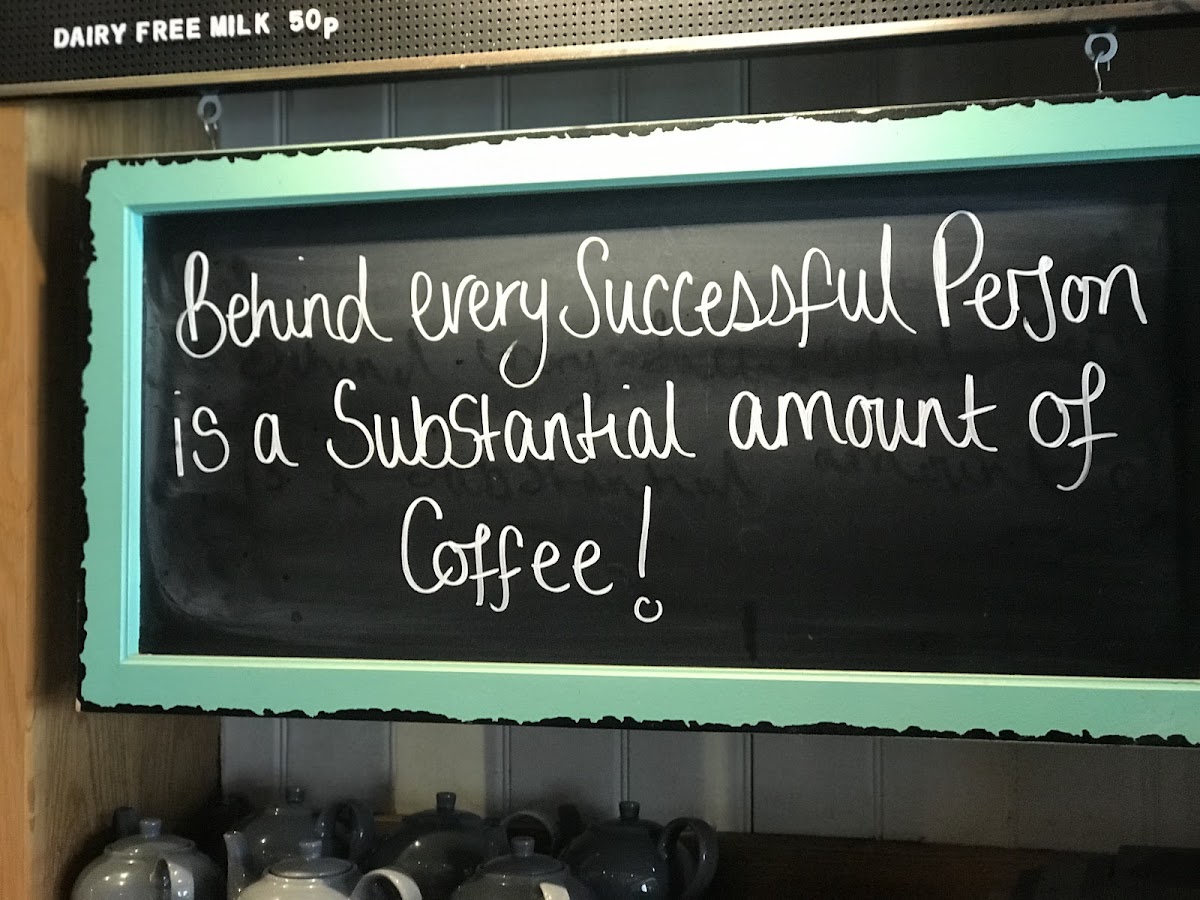 DAIRY FREE MILK 50p
Behind every Successful Person
is a Substantial amount of
Coffee!